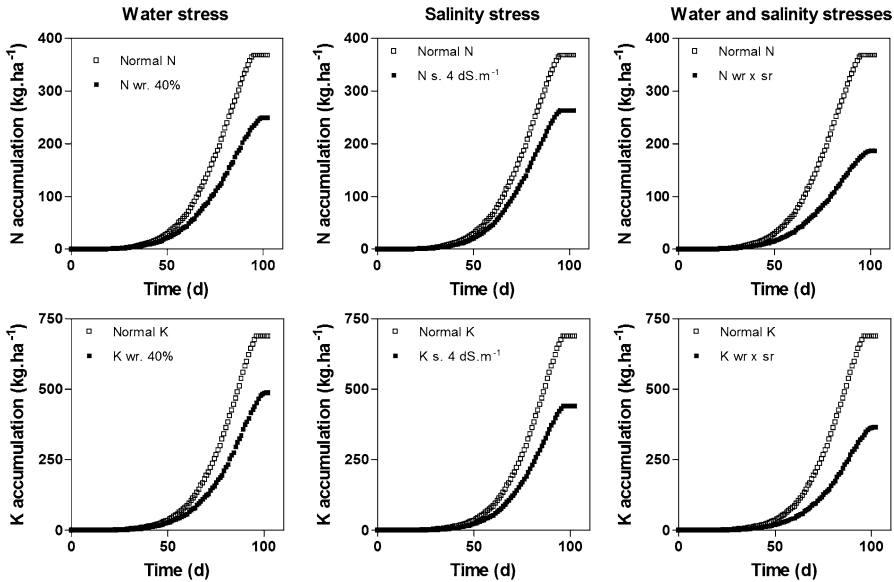 Water stress
Salinity stress
Water and salinity stresses
N accumulation (kg.ha-1)
400
300
200
100
0
Normal N
N wr. 40%
0
50
100
Time (d)
N accumulation (kg.ha-1)
400
300
200
100
0
Normal N
N s. 4 dS.m-1
0
50
100
Time (d)
N accumulation (kg.ha-1)
400
300
200
100
0
Normal N
N wr x sr
0
50
100
Time (d)
K accumulation (kg.ha-1)
750
500
250
0
Normal K
K wr. 40%
0
50
100
Time (d)
K accumulation (kg.ha-1)
750
500
250
0
Normal K
K s. 4 dS.m-1
0
50
100
Time (d)
K accumulation (kg.ha-1)
750
500
250
0
Normal K
K wr x sr
0
50
100
Time (d)